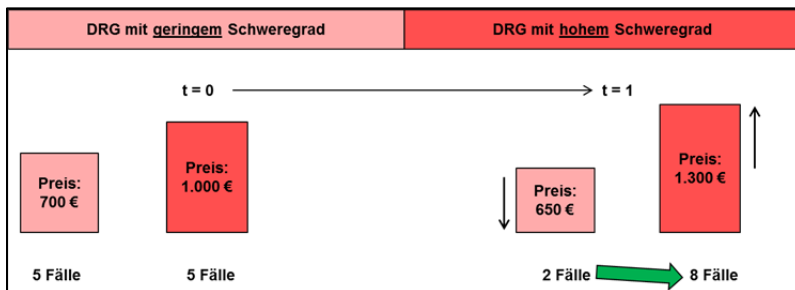 DRG mit geringem Schweregrad
DRG mit hohem Schweregrad
t = 0
t = 1
Preis:
700 €
Preis:
1.000 €
Preis:
650 €
Preis:
1.300 €
5 Fälle
5 Fälle
2 Fälle
8 Fälle